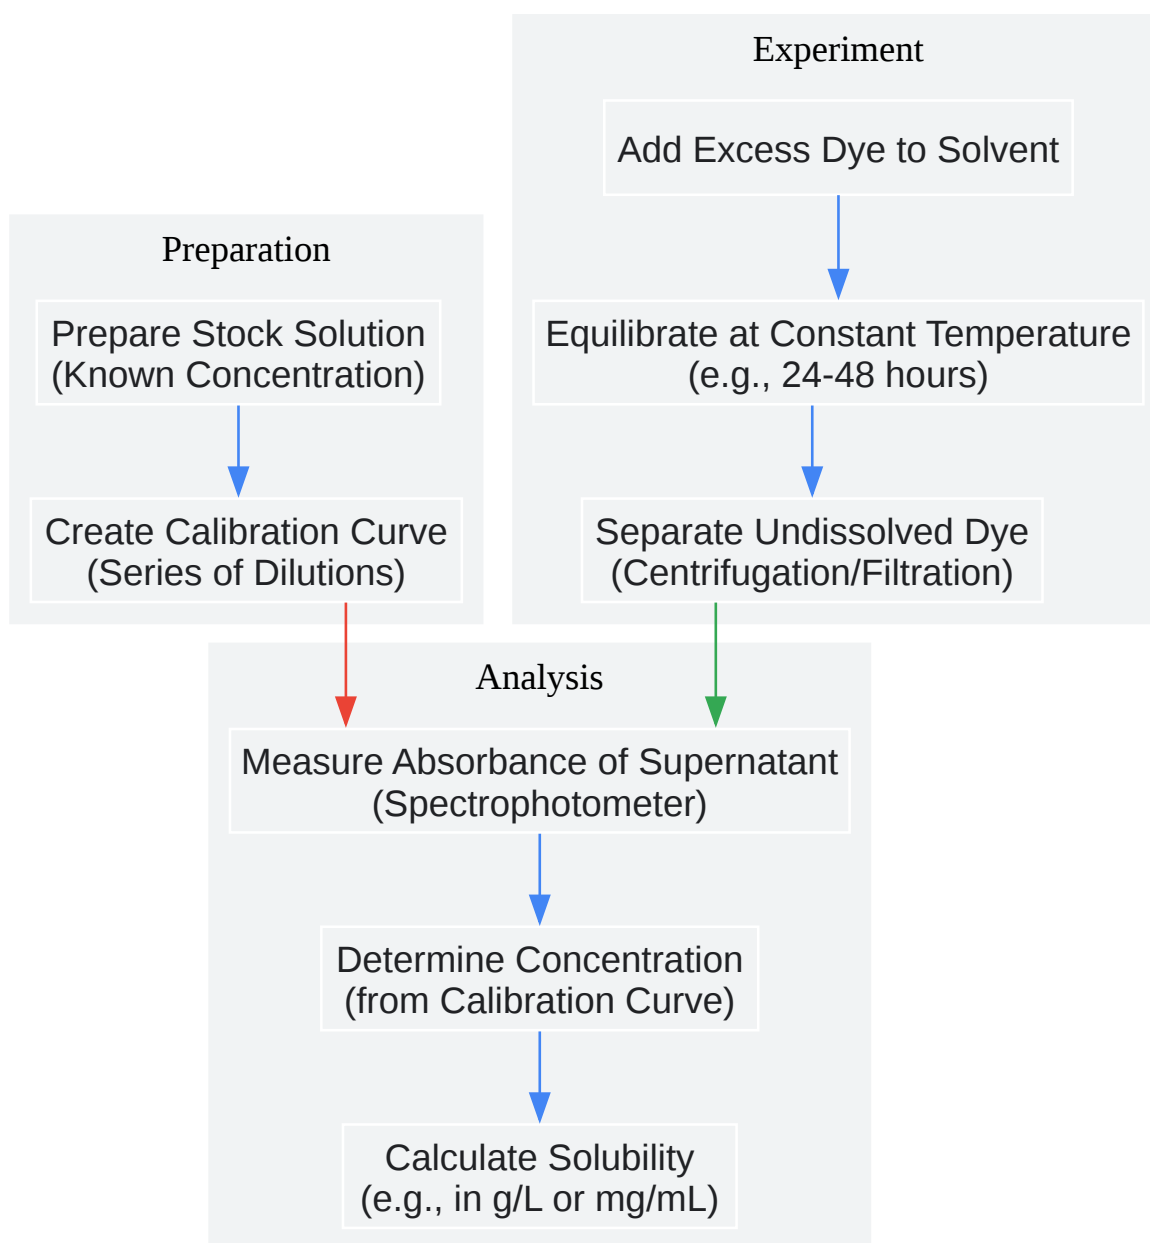 Experiment
Add Excess Dye to Solvent
Equilibrate at Constant Temperature
(e.g., 24-48 hours)
Separate Undissolved Dye
(Centrifugation/Filtration)
Preparation
Prepare Stock Solution
(Known Concentration)
Create Calibration Curve
(Series of Dilutions)
Analysis
Measure Absorbance of Supernatant
(Spectrophotometer)
Determine Concentration
(from Calibration Curve)
Calculate Solubility
(e.g., in g/L or mg/mL)